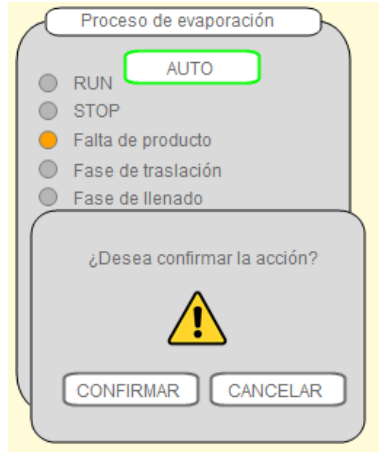 Proceso de evaporación
AUTO
RUN
STOP
Falta de producto
Fase de traslación
Fase de llenado
¿Desea confirmar la acción?
CONFIRMAR CANCELAR